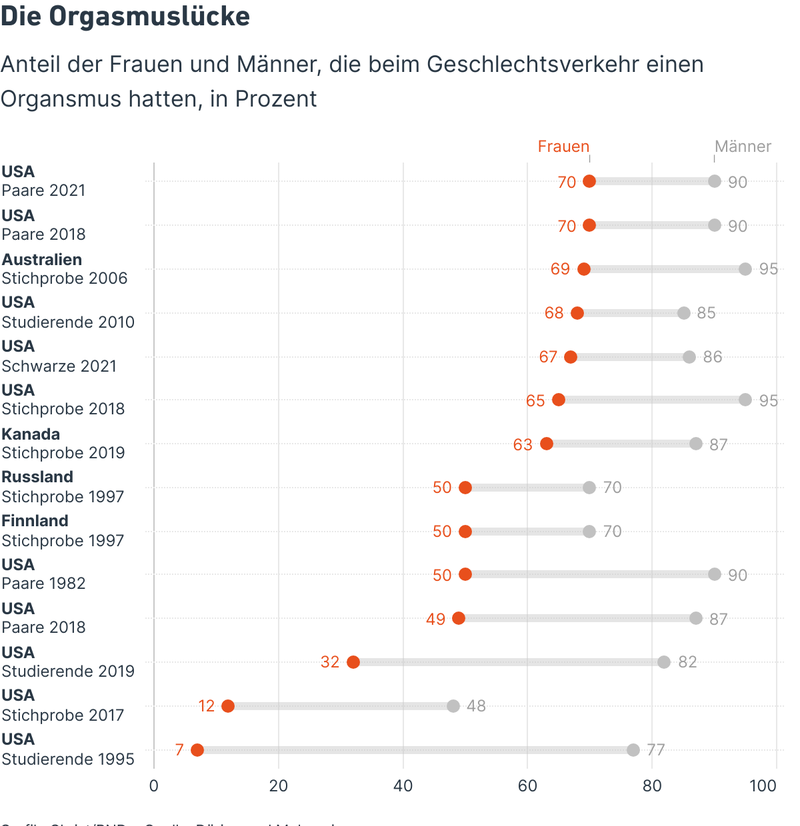 Die Orgasmuslücke
Anteil der Frauen und Männer, die beim Geschlechtsverkehr einen
Organsmus hatten, in Prozent
Frauen Männer
USA
Paare 2021
70 90
USA
Paare 2018
70 90
Australien
Stichprobe 2006
69 95
USA
Studierende 2010
68 85
USA
Schwarze 2021
67 86
USA
Stichprobe 2018
65 95
Kanada
Stichprobe 2019
63 87
Russland
Stichprobe 1997
50 70
Finnland
Stichprobe 1997
50 70
USA
Paare 1982
50 90
USA
Paare 2018
49 87
USA
Studierende 2019
32 82
USA
Stichprobe 2017
12 48
USA
Studierende 1995
7 77
0 20 40 60 80 100